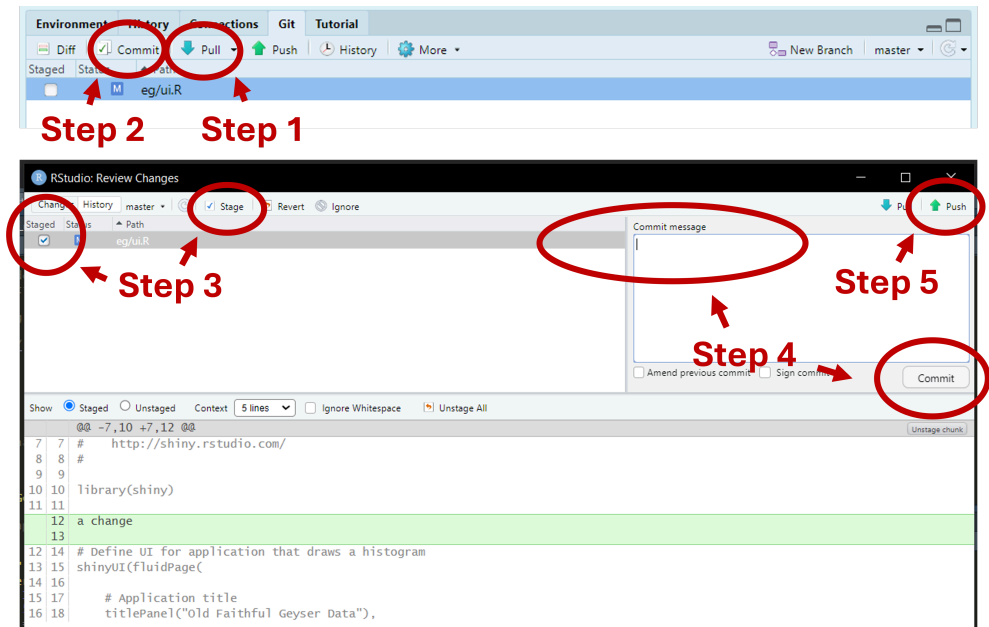 Environment History Connections Git Tutorial
Diff Commit Pull Push History More New Branch master
Staged Status Path
M eg/ui.R
Step 2 Step 1
R RStudio: Review Changes
Changes History master Stage Revert Ignore Pull Push
Staged Status Path
M eg/ui.R
Commit message
Step 3
Step 5
Step 4
Amend previous commit Sign commit
Commit
Show Staged Unstaged Context 5 lines Ignore Whitespace Unstage All
@@ -7,10 +7,12 @@ Unstage chunk
7 7 # http://shiny.rstudio.com/
8 8 #
9 9
10 10 library(shiny)
11 11
12 a change
13
12 14 # Define UI for application that draws a histogram
13 15 shinyUI(fluidPage(
14 16
15 17 # Application title
16 18 titlePanel("Old Faithful Geyser Data"),